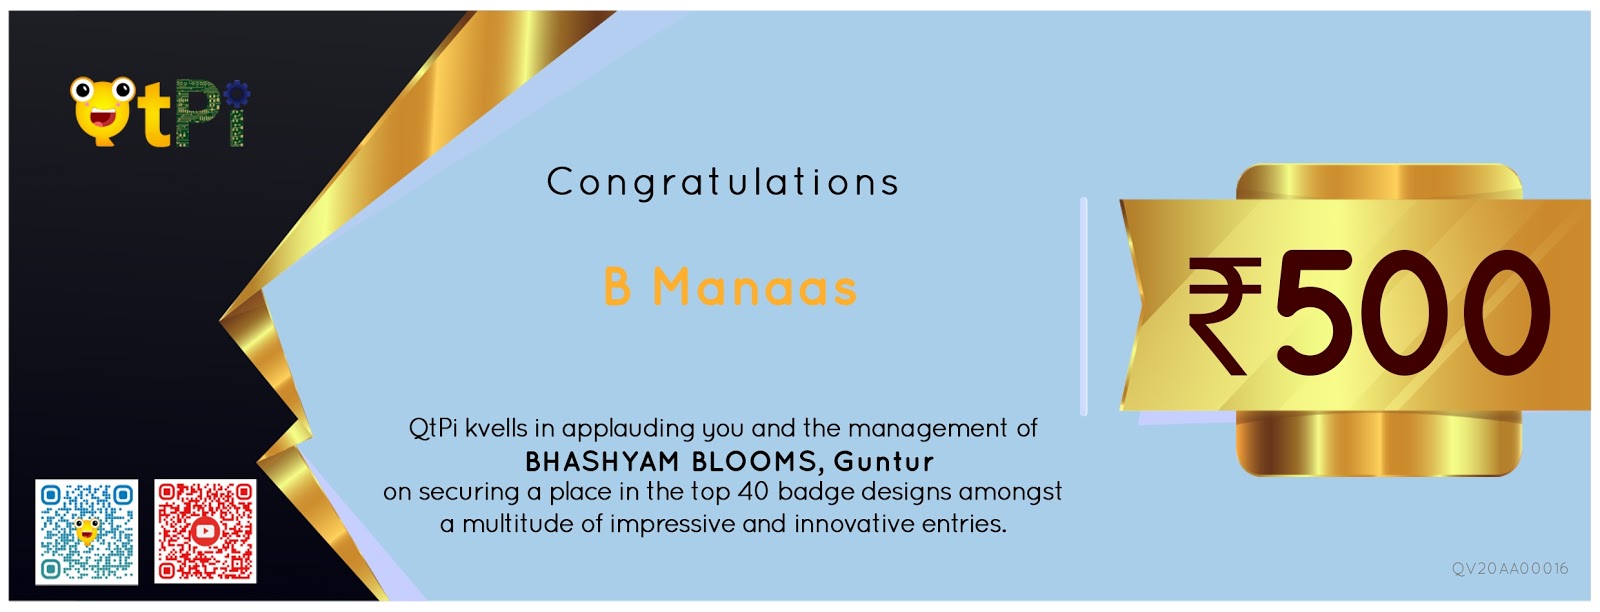 QtPi
Congratulations
B Manaas
₹500
QtPi kvells in applauding you and the management of
BHASHYAM BLOOMS, Guntur
on securing a place in the top 40 badge designs amongst
a multitude of impressive and innovative entries.
QV20AA00016